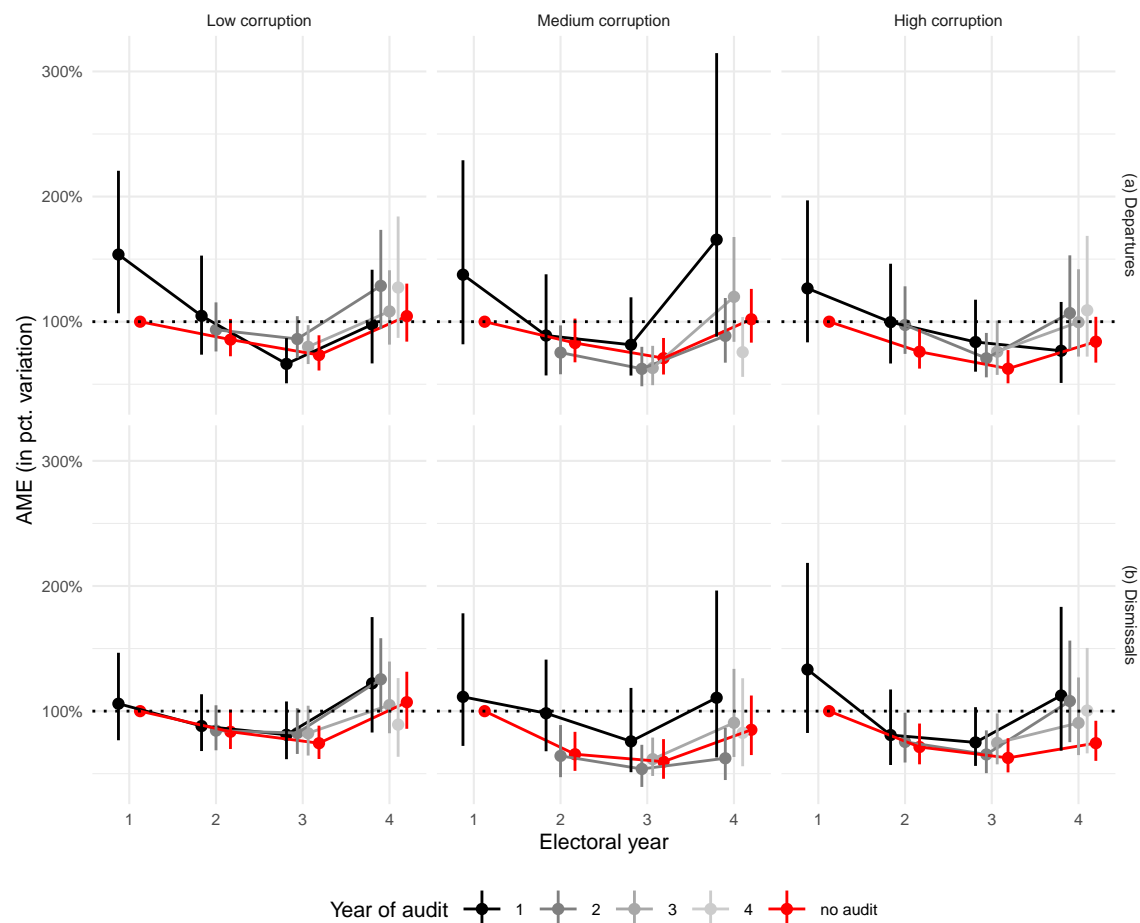 Low corruption Medium corruption High corruption
300%
200%
100%
(a) Departures
AME (in pct. variation)
300%
200%
100%
(b) Dismissals
1 2 3 4 1 2 3 4 1 2 3 4
Electoral year
Year of audit 1 2 3 4 no audit